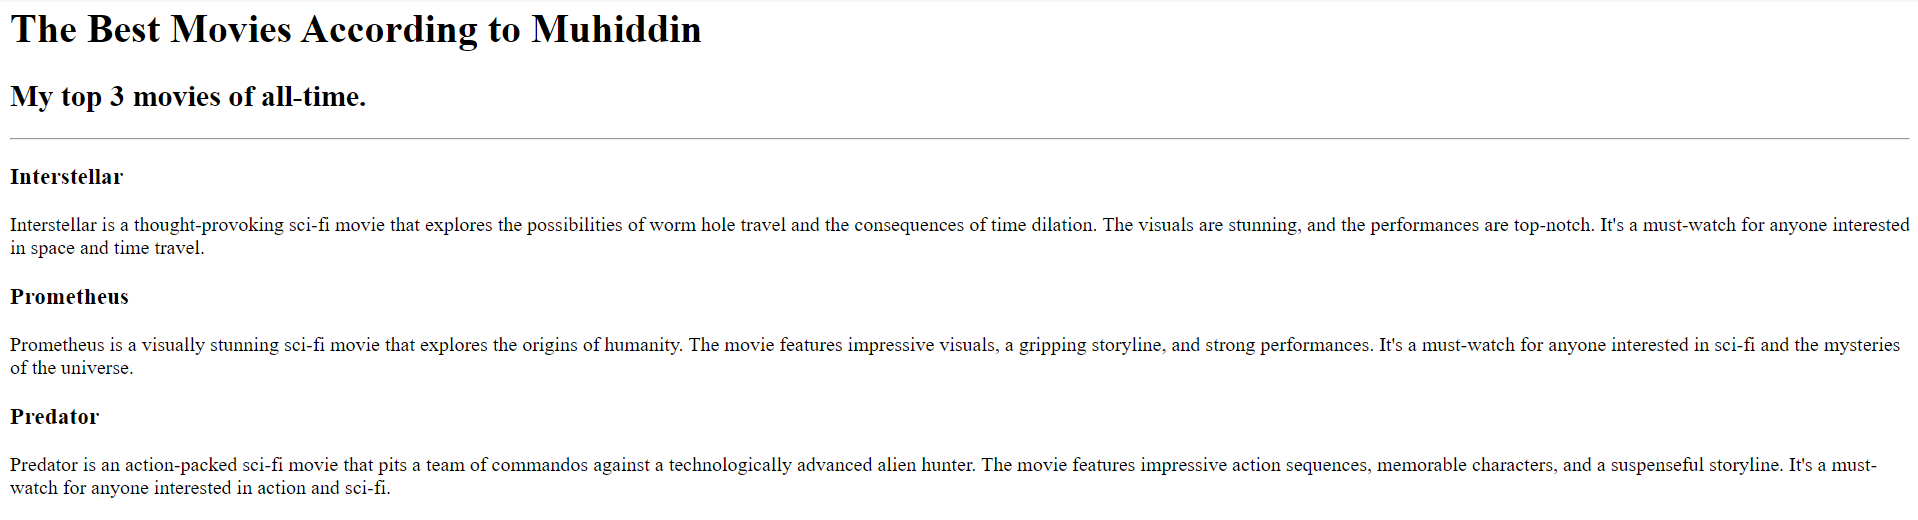 The Best Movies According to Muhiddin
My top 3 movies of all-time.
Interstellar
Interstellar is a thought-provoking sci-fi movie that explores the possibilities of worm hole travel and the consequences of time dilation. The visuals are stunning, and the performances are top-notch. It's a must-watch for anyone interested
in space and time travel.
Prometheus
Prometheus is a visually stunning sci-fi movie that explores the origins of humanity. The movie features impressive visuals, a gripping storyline, and strong performances. It's a must-watch for anyone interested in sci-fi and the mysteries
of the universe.
Predator
Predator is an action-packed sci-fi movie that pits a team of commandos against a technologically advanced alien hunter. The movie features impressive action sequences, memorable characters, and a suspenseful storyline. It's a must-
watch for anyone interested in action and sci-fi.